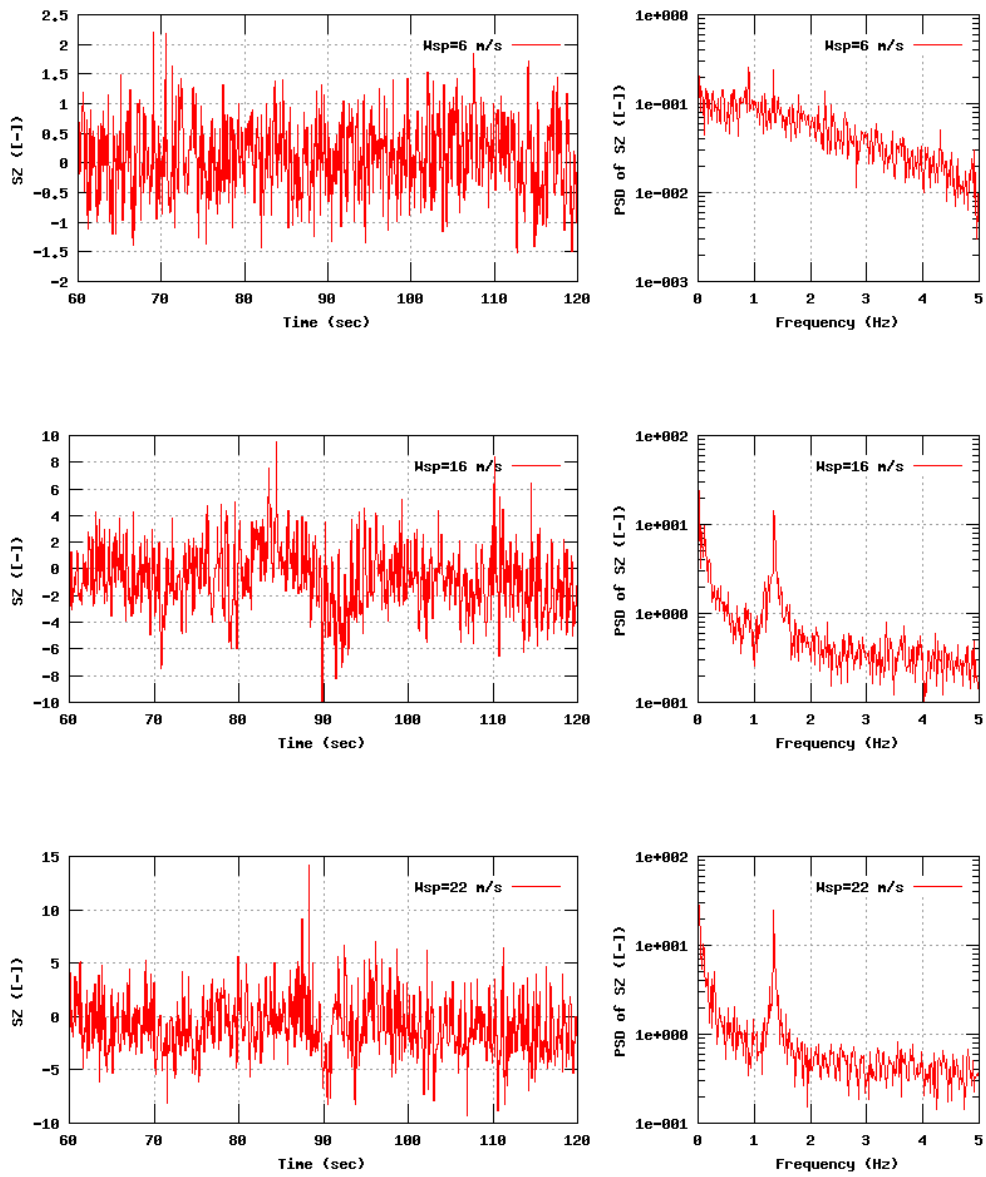 2.5
2
1.5
1
0.5
0
-0.5
-1
-1.5
-2
SZ (I-I)
Wsp=6 m/s
60 70 80 90 100 110 120
Time (sec)
1e+000
1e-001
1e-002
1e-003
PSD of SZ (I-I)
Wsp=6 m/s
0 1 2 3 4 5
Frequency (Hz)
10
8
6
4
2
0
-2
-4
-6
-8
-10
SZ (I-I)
Wsp=16 m/s
60 70 80 90 100 110 120
Time (sec)
1e+002
1e+001
1e+000
1e-001
PSD of SZ (I-I)
Wsp=16 m/s
0 1 2 3 4 5
Frequency (Hz)
15
10
5
0
-5
-10
SZ (I-I)
Wsp=22 m/s
60 70 80 90 100 110 120
Time (sec)
1e+002
1e+001
1e+000
1e-001
PSD of SZ (I-I)
Wsp=22 m/s
0 1 2 3 4 5
Frequency (Hz)